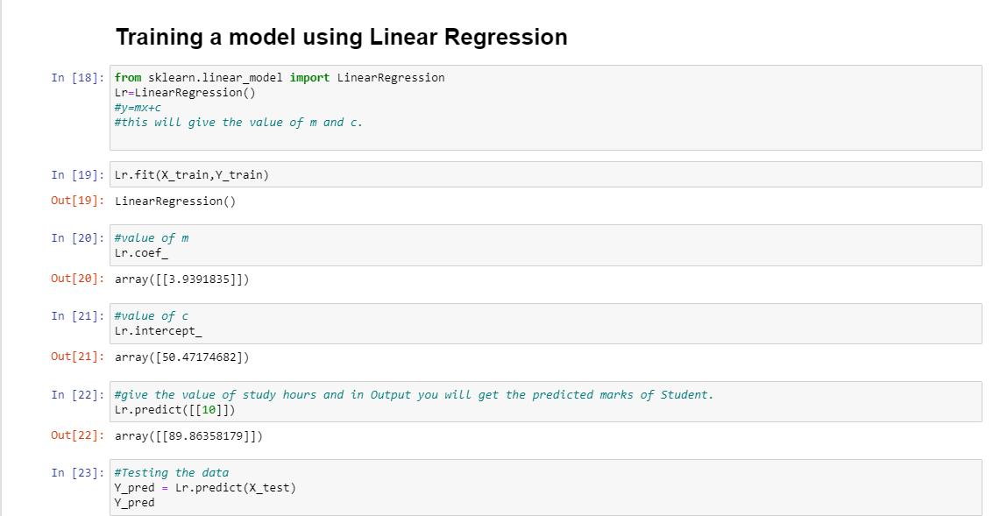 Training a model using Linear Regression
In [18]: from sklearn.linear_model import LinearRegression
Lr=LinearRegression()
#y=mx+c
#this will give the value of m and c.
In [19]: Lr.fit(X_train,Y_train)
Out[19]: LinearRegression()
In [20]: #value of m
Lr.coef_
Out[20]: array([[3.9391835]])
In [21]: #value of c
Lr.intercept_
Out[21]: array([50.47174682])
In [22]: #give the value of study hours and in Output you will get the predicted marks of Student.
Lr.predict([[10]])
Out[22]: array([[89.86358179]])
In [23]: #Testing the data
Y_pred = Lr.predict(X_test)
Y_pred